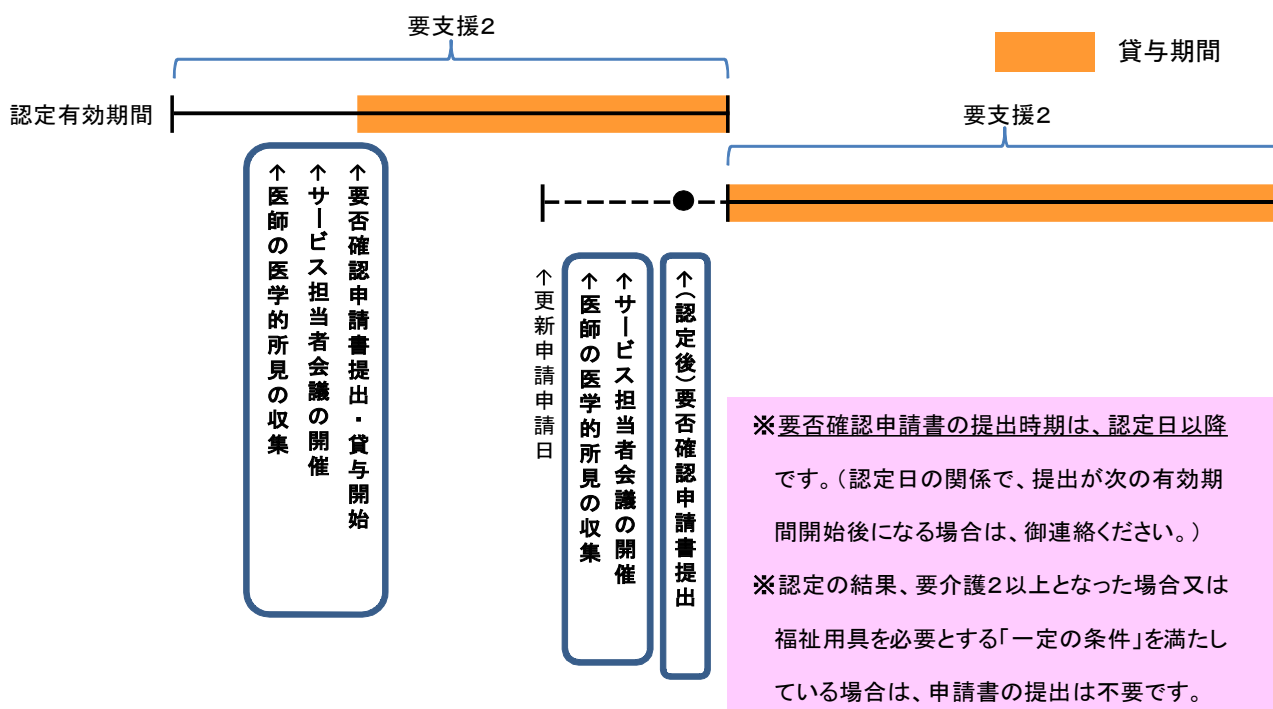 要支援2
貸与期間
認定有効期間
要支援2
↑要否確認申請書提出・貸与開始
↑サービス担当者会議の開催
↑医師の医学的所見の収集
↑(認定後)要否確認申請書提出
↑サービス担当者会議の開催
↑医師の医学的所見の収集
↑更新申請申請日
※要否確認申請書の提出時期は、認定日以降
です。(認定日の関係で、提出が次の有効期
間開始後になる場合は、御連絡ください。)
※認定の結果、要介護2以上となった場合又は
福祉用具を必要とする「一定の条件」を満たし
ている場合は、申請書の提出は不要です。